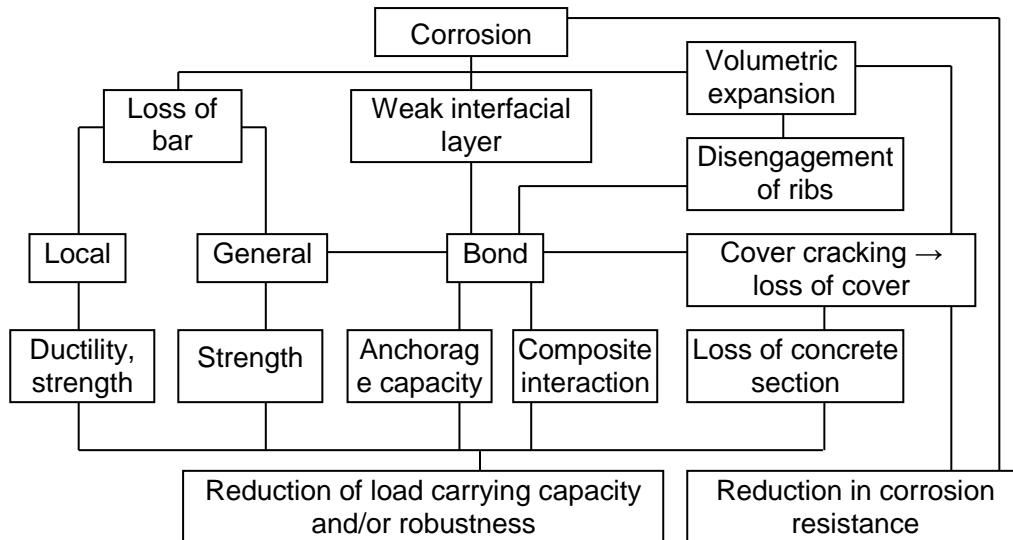 Corrosion
Volumetric
expansion
Loss of
bar
Weak interfacial
layer
Disengagement
of ribs
Local
General
Bond
Cover cracking →
loss of cover
Ductility,
strength
Strength
Anchorag
e capacity
Composite
interaction
Loss of concrete
section
Reduction of load carrying capacity
and/or robustness
Reduction in corrosion
resistance